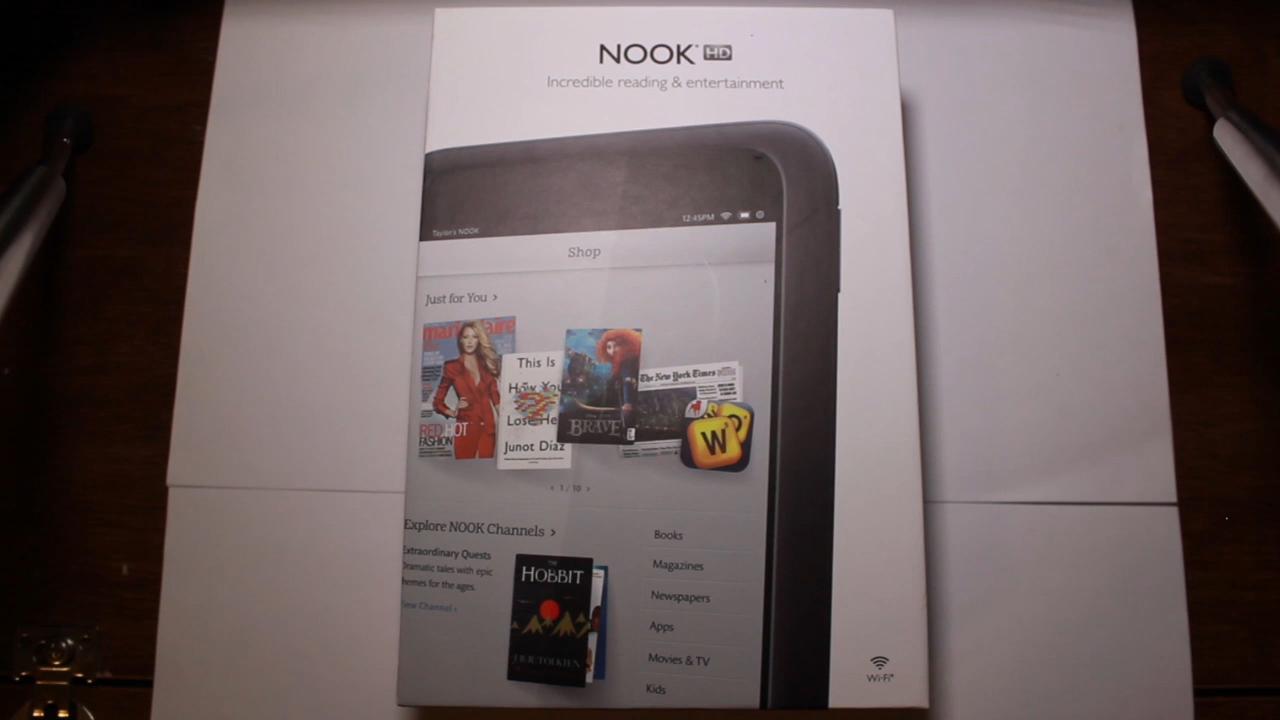 NOOK HD
Incredible reading & entertainment
12:45PM
Taylor's NOOK
Shop
Just for You >
marie claire
RED HOT
FASHION
This Is
How You
Lose He
Junot Díaz
BRAVE
The New York Times
W
< 1 / 10 >
Explore NOOK Channels >
Extraordinary Quests
Dramatic tales with epic
hemes for the ages.
View Channel >
THE
HOBBIT
J.R.R. TOLKIEN
Books
Magazines
Newspapers
Apps
Movies & TV
Kids
Wi-Fi®